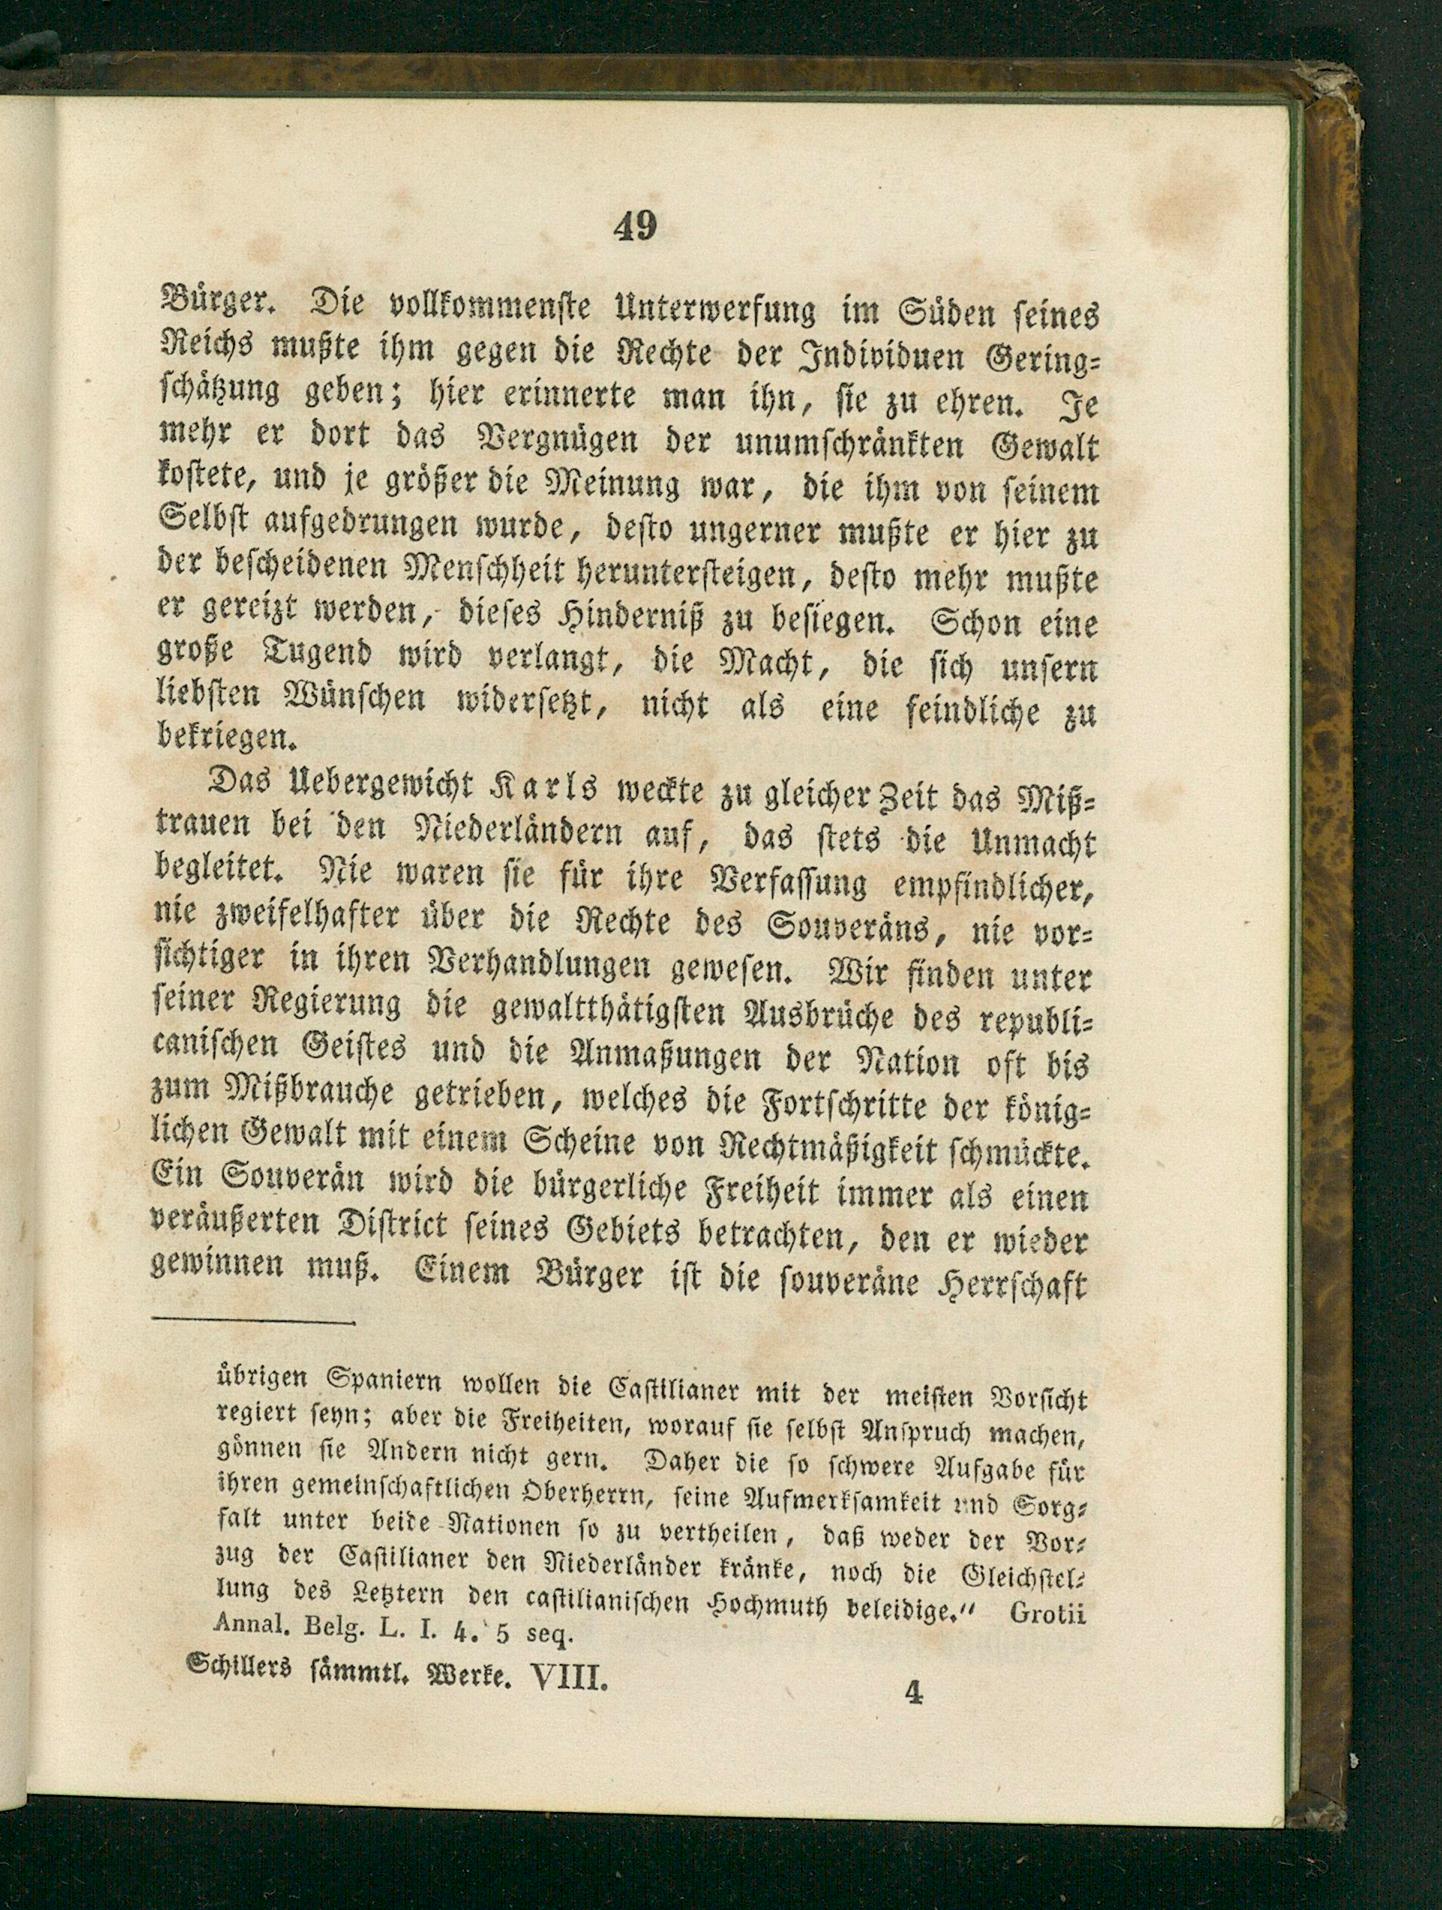 49
Bürger. Die vollkommenste Unterwerfung im Süden seines
Reichs mußte ihm gegen die Rechte der Individuen Gering-
schätzung geben; hier erinnerte man ihn, sie zu ehren. Je
mehr er dort das Vergnügen der unumschränkten Gewalt
kostete, und je größer die Meinung war, die ihm von seinem
Selbst aufgedrungen wurde, desto ungerner mußte er hier zu
der bescheidenen Menschheit heruntersteigen, desto mehr mußte
er gereizt werden, dieses Hinderniß zu besiegen. Schon eine
große Tugend wird verlangt, die Macht, die sich unsern
liebsten Wünschen widersetzt, nicht als eine feindliche zu
bekriegen.
Das Uebergewicht Karls weckte zu gleicher Zeit das Miß-
trauen bei den Niederländern auf, das stets die Unmacht
begleitet. Nie waren sie für ihre Verfassung empfindlicher,
nie zweifelhafter über die Rechte des Souveräns, nie vor-
sichtiger in ihren Verhandlungen gewesen. Wir finden unter
seiner Regierung die gewaltthätigsten Ausbrüche des republi-
canischen Geistes und die Anmaßungen der Nation oft bis
zum Mißbrauche getrieben, welches die Fortschritte der könig-
lichen Gewalt mit einem Scheine von Rechtmäßigkeit schmückte.
Ein Souverän wird die bürgerliche Freiheit immer als einen
veräußerten District seines Gebiets betrachten, den er wieder
gewinnen muß. Einem Bürger ist die souveräne Herrschaft
übrigen Spaniern wollen die Castilianer mit der meisten Vorsicht
regiert seyn; aber die Freiheiten, worauf sie selbst Anspruch machen,
gönnen sie Andern nicht gern. Daher die so schwere Aufgabe für
ihren gemeinschaftlichen Oberherrn, seine Aufmerksamkeit und Sorg-
falt unter beide Nationen so zu vertheilen, daß weder der Vor-
zug der Castilianer den Niederländer kränke, noch die Gleichstel-
lung des Letztern den castilianischen Hochmuth beleidige.“ Grotii
Annal. Belg. L. I. 4. 5 seq.
Schillers sämmtl. Werke. VIII. 4